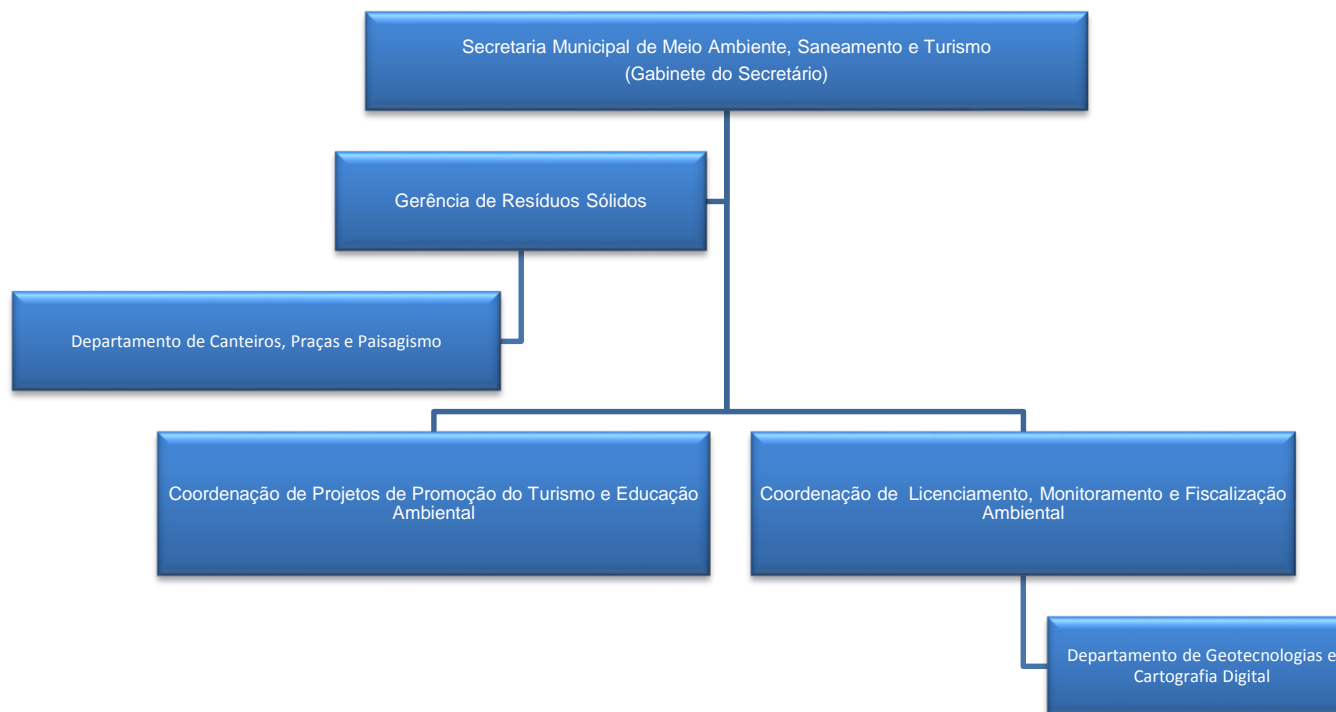 Secretaria Municipal de Meio Ambiente, Saneamento e Turismo
(Gabinete do Secretário)
Gerência de Resíduos Sólidos
Departamento de Canteiros, Praças e Paisagismo
Coordenação de Projetos de Promoção do Turismo e Educação
Ambiental
Coordenação de Licenciamento, Monitoramento e Fiscalização
Ambiental
Departamento de Geotecnologias e
Cartografia Digital